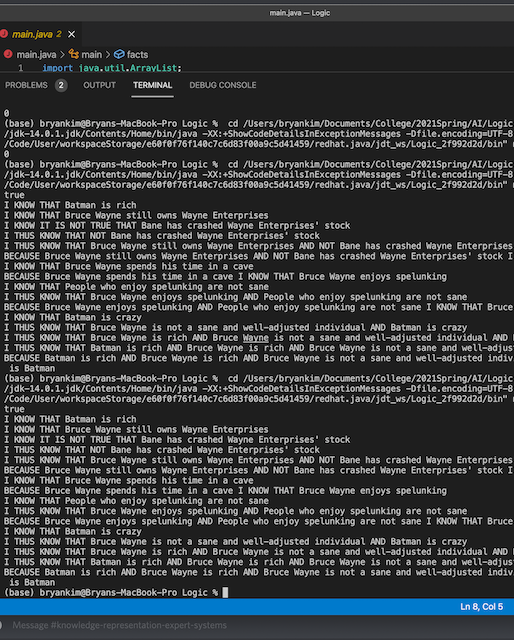 main.java — Logic
main.java 2 ×
main.java > main > facts
1 import java.util.ArrayList;
PROBLEMS 2 OUTPUT TERMINAL DEBUG CONSOLE
0
(base) bryankim@Bryans-MacBook-Pro Logic % cd /Users/bryankim/Documents/College/2021Spring/AI/Logic
/jdk-14.0.1.jdk/Contents/Home/bin/java -XX:+ShowCodeDetailsInExceptionMessages -Dfile.encoding=UTF-8
/Code/User/workspaceStorage/e60f0f76f140c7c6d83f00a9c5d41459/redhat.java/jdt_ws/Logic_2f992d2d/bin"
0
(base) bryankim@Bryans-MacBook-Pro Logic % cd /Users/bryankim/Documents/College/2021Spring/AI/Logic
/jdk-14.0.1.jdk/Contents/Home/bin/java -XX:+ShowCodeDetailsInExceptionMessages -Dfile.encoding=UTF-8
/Code/User/workspaceStorage/e60f0f76f140c7c6d83f00a9c5d41459/redhat.java/jdt_ws/Logic_2f992d2d/bin"
true
I KNOW THAT Batman is rich
I KNOW THAT Bruce Wayne still owns Wayne Enterprises
I KNOW IT IS NOT TRUE THAT Bane has crashed Wayne Enterprises' stock
I THUS KNOW THAT NOT Bane has crashed Wayne Enterprises' stock
I THUS KNOW THAT Bruce Wayne still owns Wayne Enterprises AND NOT Bane has crashed Wayne Enterprises
BECAUSE Bruce Wayne still owns Wayne Enterprises AND NOT Bane has crashed Wayne Enterprises' stock I
I KNOW THAT Bruce Wayne spends his time in a cave
BECAUSE Bruce Wayne spends his time in a cave I KNOW THAT Bruce Wayne enjoys spelunking
I KNOW THAT People who enjoy spelunking are not sane
I THUS KNOW THAT Bruce Wayne enjoys spelunking AND People who enjoy spelunking are not sane
BECAUSE Bruce Wayne enjoys spelunking AND People who enjoy spelunking are not sane I KNOW THAT Bruce
I KNOW THAT Batman is crazy
I THUS KNOW THAT Bruce Wayne is not a sane and well-adjusted individual AND Batman is crazy
I THUS KNOW THAT Bruce Wayne is rich AND Bruce Wayne is not a sane and well-adjusted individual AND
I THUS KNOW THAT Batman is rich AND Bruce Wayne is rich AND Bruce Wayne is not a sane and well-adjus
BECAUSE Batman is rich AND Bruce Wayne is rich AND Bruce Wayne is not a sane and well-adjusted indiv
is Batman
(base) bryankim@Bryans-MacBook-Pro Logic % cd /Users/bryankim/Documents/College/2021Spring/AI/Logic
/jdk-14.0.1.jdk/Contents/Home/bin/java -XX:+ShowCodeDetailsInExceptionMessages -Dfile.encoding=UTF-8
/Code/User/workspaceStorage/e60f0f76f140c7c6d83f00a9c5d41459/redhat.java/jdt_ws/Logic_2f992d2d/bin"
true
I KNOW THAT Batman is rich
I KNOW THAT Bruce Wayne still owns Wayne Enterprises
I KNOW IT IS NOT TRUE THAT Bane has crashed Wayne Enterprises' stock
I THUS KNOW THAT NOT Bane has crashed Wayne Enterprises' stock
I THUS KNOW THAT Bruce Wayne still owns Wayne Enterprises AND NOT Bane has crashed Wayne Enterprises
BECAUSE Bruce Wayne still owns Wayne Enterprises AND NOT Bane has crashed Wayne Enterprises' stock I
I KNOW THAT Bruce Wayne spends his time in a cave
BECAUSE Bruce Wayne spends his time in a cave I KNOW THAT Bruce Wayne enjoys spelunking
I KNOW THAT People who enjoy spelunking are not sane
I THUS KNOW THAT Bruce Wayne enjoys spelunking AND People who enjoy spelunking are not sane
BECAUSE Bruce Wayne enjoys spelunking AND People who enjoy spelunking are not sane I KNOW THAT Bruce
I KNOW THAT Batman is crazy
I THUS KNOW THAT Bruce Wayne is not a sane and well-adjusted individual AND Batman is crazy
I THUS KNOW THAT Bruce Wayne is rich AND Bruce Wayne is not a sane and well-adjusted individual AND
I THUS KNOW THAT Batman is rich AND Bruce Wayne is rich AND Bruce Wayne is not a sane and well-adjus
BECAUSE Batman is rich AND Bruce Wayne is rich AND Bruce Wayne is not a sane and well-adjusted indiv
is Batman
(base) bryankim@Bryans-MacBook-Pro Logic %
Ln 8, Col 5
Message #knowledge-representation-expert-systems